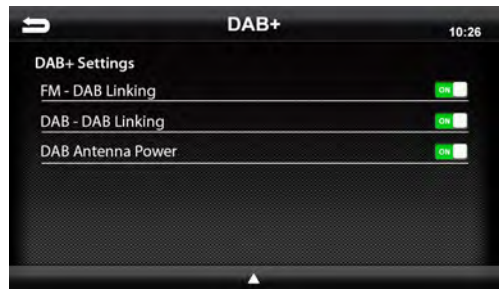 DAB+
10:26
DAB+ Settings
FM - DAB Linking ON
DAB - DAB Linking ON
DAB Antenna Power ON